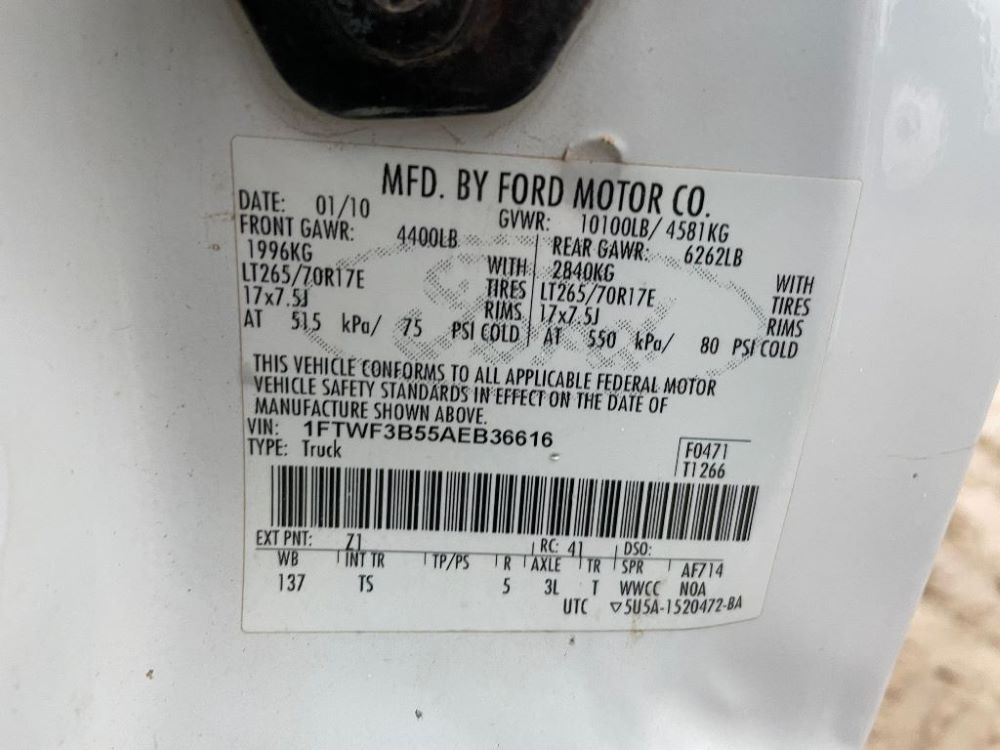 MFD. BY FORD MOTOR CO.
DATE: 01/10 GVWR: 10100LB/ 4581KG
FRONT GAWR: 4400LB REAR GAWR: 6262LB
1996KG WITH 2840KG WITH
LT265/70R17E TIRES LT265/70R17E TIRES
17x7.5J RIMS 17x7.5J RIMS
AT 515 kPa/ 75 PSI COLD AT 550 kPa/ 80 PSI COLD
THIS VEHICLE CONFORMS TO ALL APPLICABLE FEDERAL MOTOR
VEHICLE SAFETY STANDARDS IN EFFECT ON THE DATE OF
MANUFACTURE SHOWN ABOVE.
VIN: 1FTWF3B55AEB36616
TYPE: Truck
F0471
T1266
EXT PNT: Z1 RC: 41 DSO:
WB INT TR TP/PS R AXLE TR SPR AF714
137 TS 5 3L T WWCC NOA
UTC ▽5U5A-1520472-BA